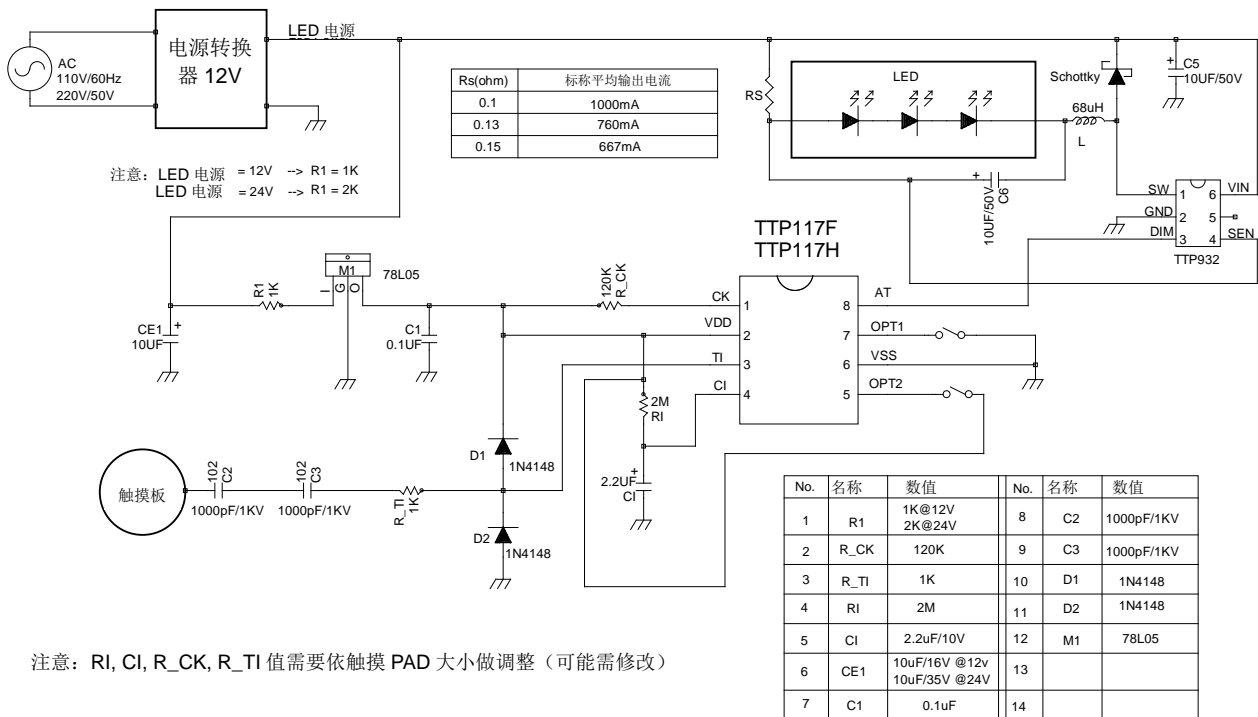 LED 电源
电源转换
器 12V
AC
110V/60Hz
220V/50V
Rs(ohm) 标称平均输出电流
0.1 1000mA
0.13 760mA
0.15 667mA
RS
LED
Schottky
+ C5
10UF/50V
68uH
L
+
10UF/50V
C6
注意：LED 电源 = 12V --> R1 = 1K
LED 电源 = 24V --> R1 = 2K
SW 1 6 VIN
GND 2 5
DIM 3 4 SEN
TTP932
TTP117F
TTP117H
R1
1K
M1
I G O
78L05
120K
R_CK
CE1 +
10UF
C1
0.1UF
CK 1 8 AT
VDD 2 7 OPT1
TI 3 6 VSS
CI 4 5 OPT2
2M
RI
2.2UF +
CI
D1
1N4148
D2
1N4148
触摸板
102
C2
1000pF/1KV
102
C3
1000pF/1KV
R_TI
1K
No. 名称 数值 No. 名称 数值
1 R1 1K@12V 2K@24V 8 C2 1000pF/1KV
2 R_CK 120K 9 C3 1000pF/1KV
3 R_TI 1K 10 D1 1N4148
4 RI 2M 11 D2 1N4148
5 CI 2.2uF/10V 12 M1 78L05
6 CE1 10uF/16V @12v 10uF/35V @24V 13
7 C1 0.1uF 14
注意：RI, CI, R_CK, R_TI 值需要依触摸 PAD 大小做调整（可能需修改）